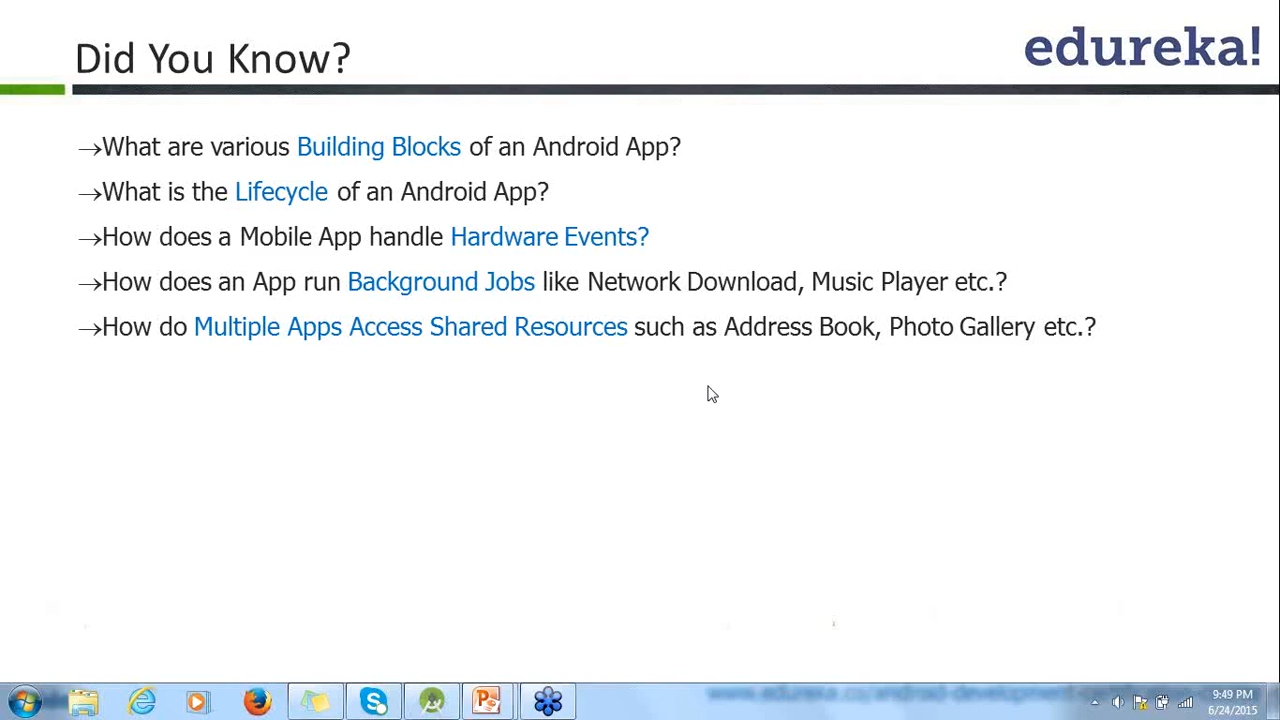 Did You Know?
edureka!
→What are various Building Blocks of an Android App?
→What is the Lifecycle of an Android App?
→How does a Mobile App handle Hardware Events?
→How does an App run Background Jobs like Network Download, Music Player etc.?
→How do Multiple Apps Access Shared Resources such as Address Book, Photo Gallery etc.?
9:49 PM
6/24/2015